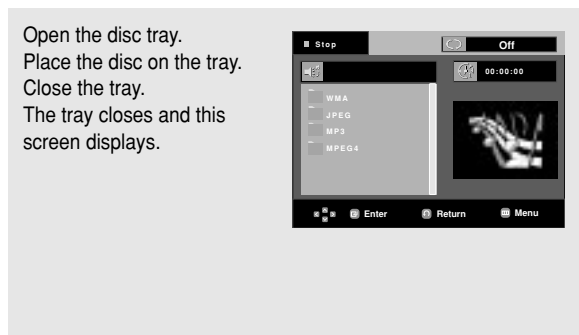 Open the disc tray.
Place the disc on the tray.
Close the tray.
The tray closes and this
screen displays.
Stop
Off
00:00:00
WMA
JPEG
MP3
MPEG4
Enter
Return
Menu